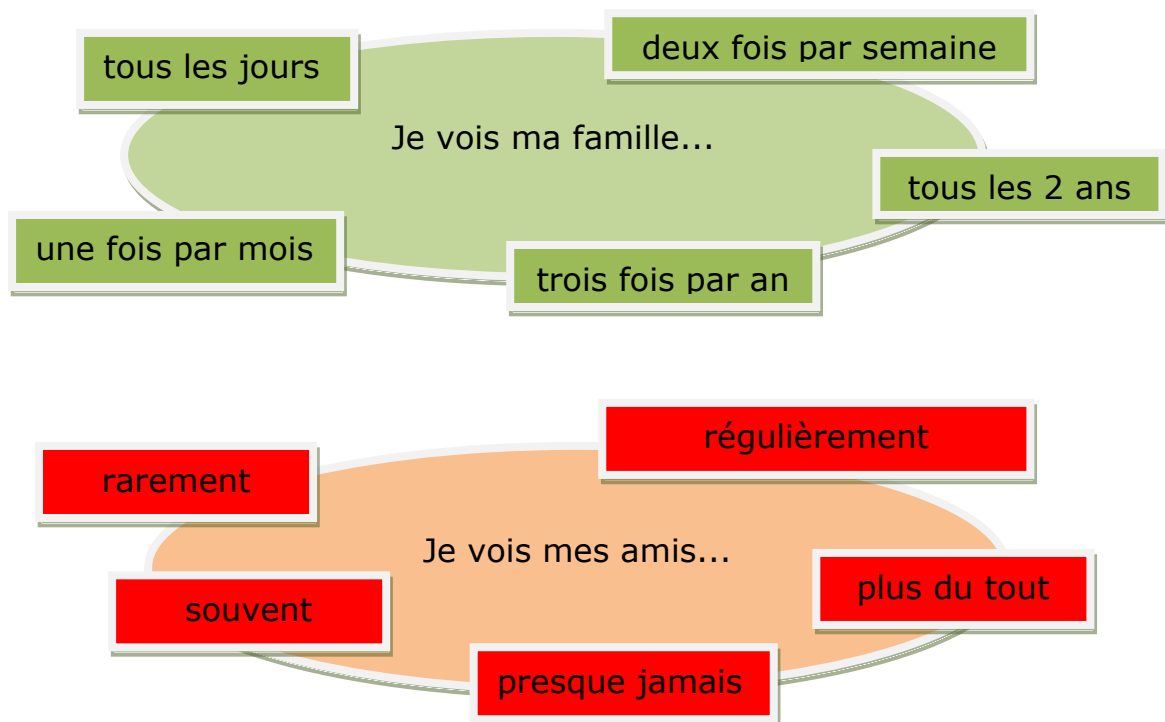 tous les jours
deux fois par semaine
Je vois ma famille...
tous les 2 ans
une fois par mois
trois fois par an
régulièrement
rarement
Je vois mes amis...
plus du tout
souvent
presque jamais